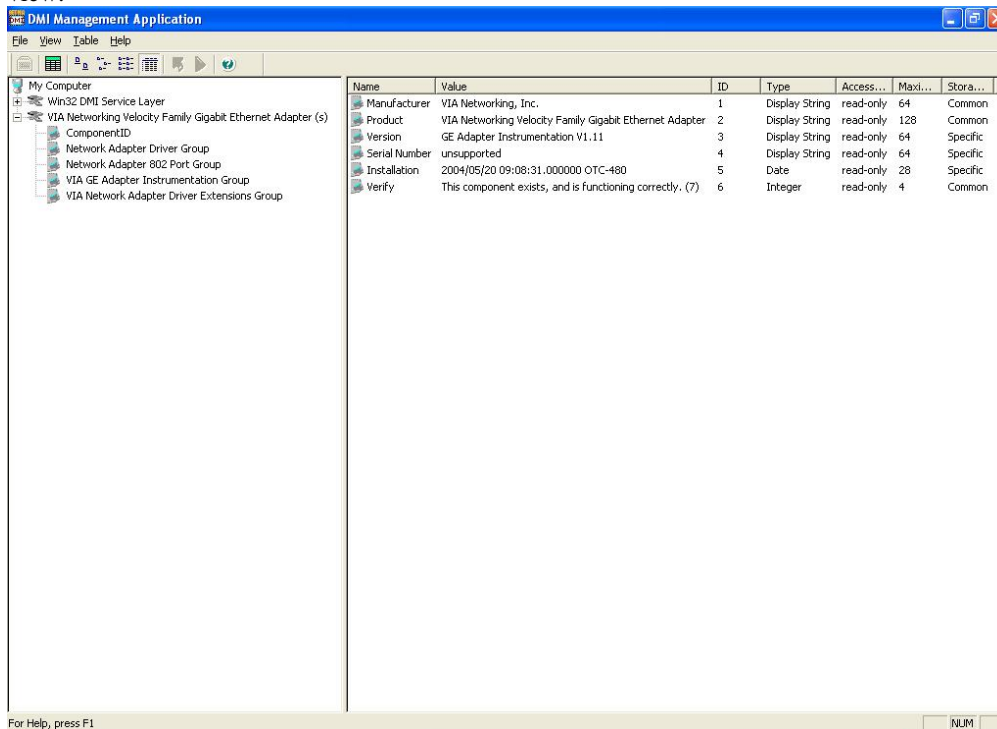 DMI Management Application
File View Table Help
My Computer
Win32 DMI Service Layer
VIA Networking Velocity Family Gigabit Ethernet Adapter (s)
ComponentID
Network Adapter Driver Group
Network Adapter 802 Port Group
VIA GE Adapter Instrumentation Group
VIA Network Adapter Driver Extensions Group
Name Value ID Type Access... Maxi... Stora...
Manufacturer VIA Networking, Inc. 1 Display String read-only 64 Common
Product VIA Networking Velocity Family Gigabit Ethernet Adapter 2 Display String read-only 128 Common
Version GE Adapter Instrumentation V1.11 3 Display String read-only 64 Specific
Serial Number unsupported 4 Display String read-only 64 Specific
Installation 2004/05/20 09:08:31.000000 OTC-480 5 Date read-only 28 Specific
Verify This component exists, and is functioning correctly. (7) 6 Integer read-only 4 Common
For Help, press F1
NUM